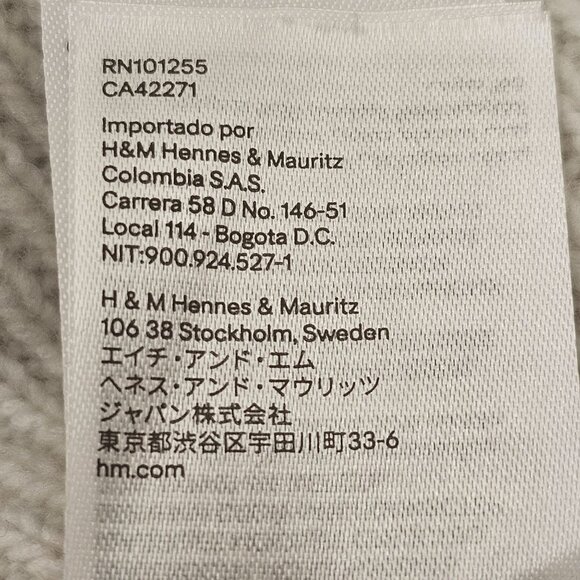 RN101255
CA42271
Importado por
H&M Hennes & Mauritz
Colombia S.A.S.
Carrera 58 D No. 146-51
Local 114 - Bogota D.C.
NIT:900.924.527-1
H & M Hennes & Mauritz
106 38 Stockholm, Sweden
エイチ・アンド・エム
ヘネス・アンド・マウリッツ
ジャパン株式会社
東京都渋谷区宇田川町33-6
hm.com